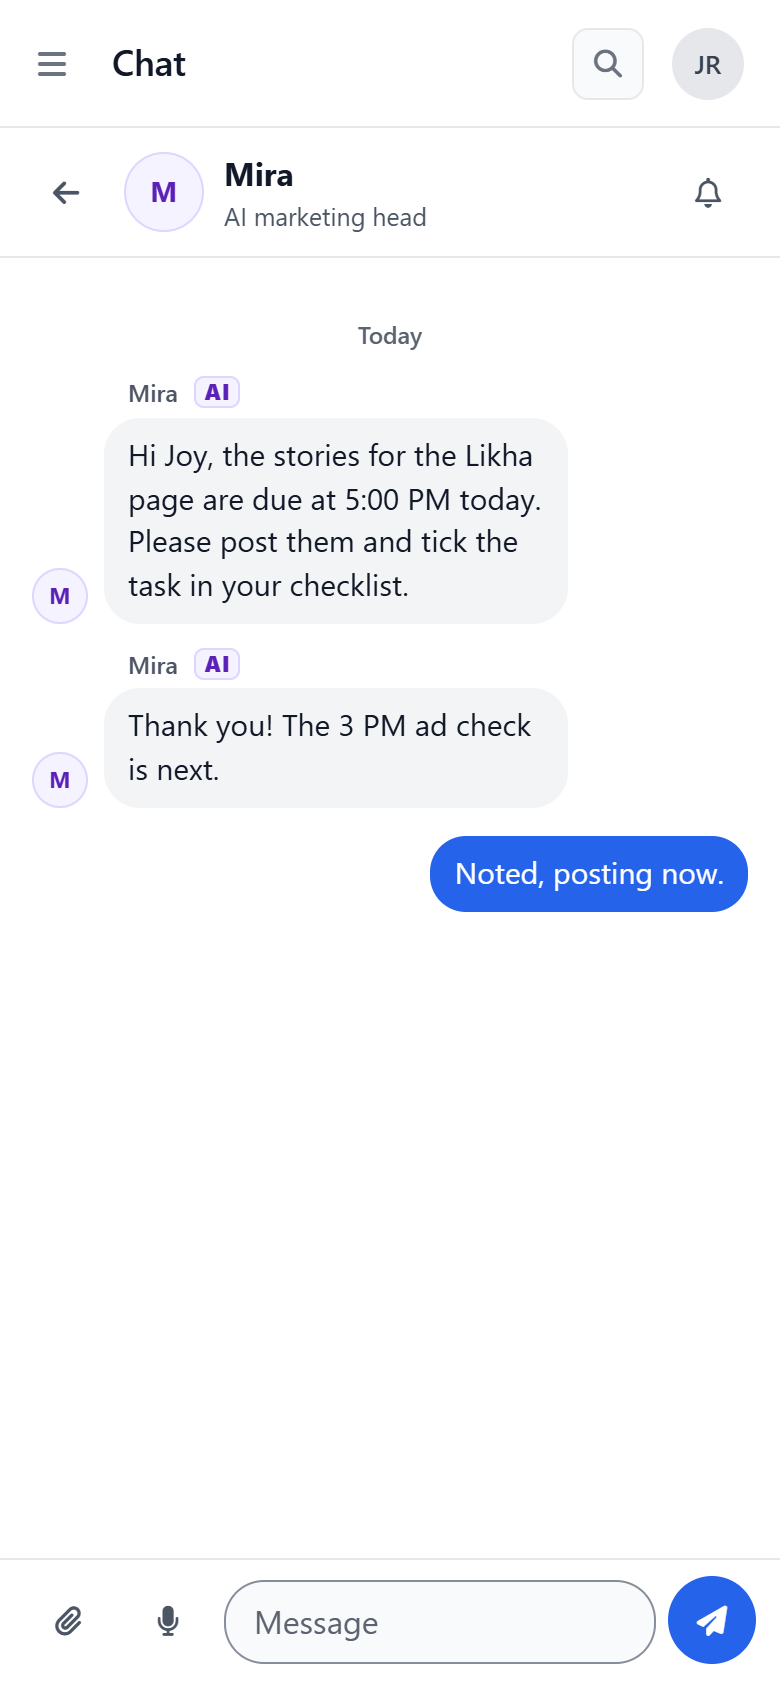 Chat
JR
M
Mira
AI marketing head
Today
Mira AI
Hi Joy, the stories for the Likha
page are due at 5:00 PM today.
Please post them and tick the
task in your checklist.
M
Mira AI
Thank you! The 3 PM ad check
is next.
M
Noted, posting now.
Message